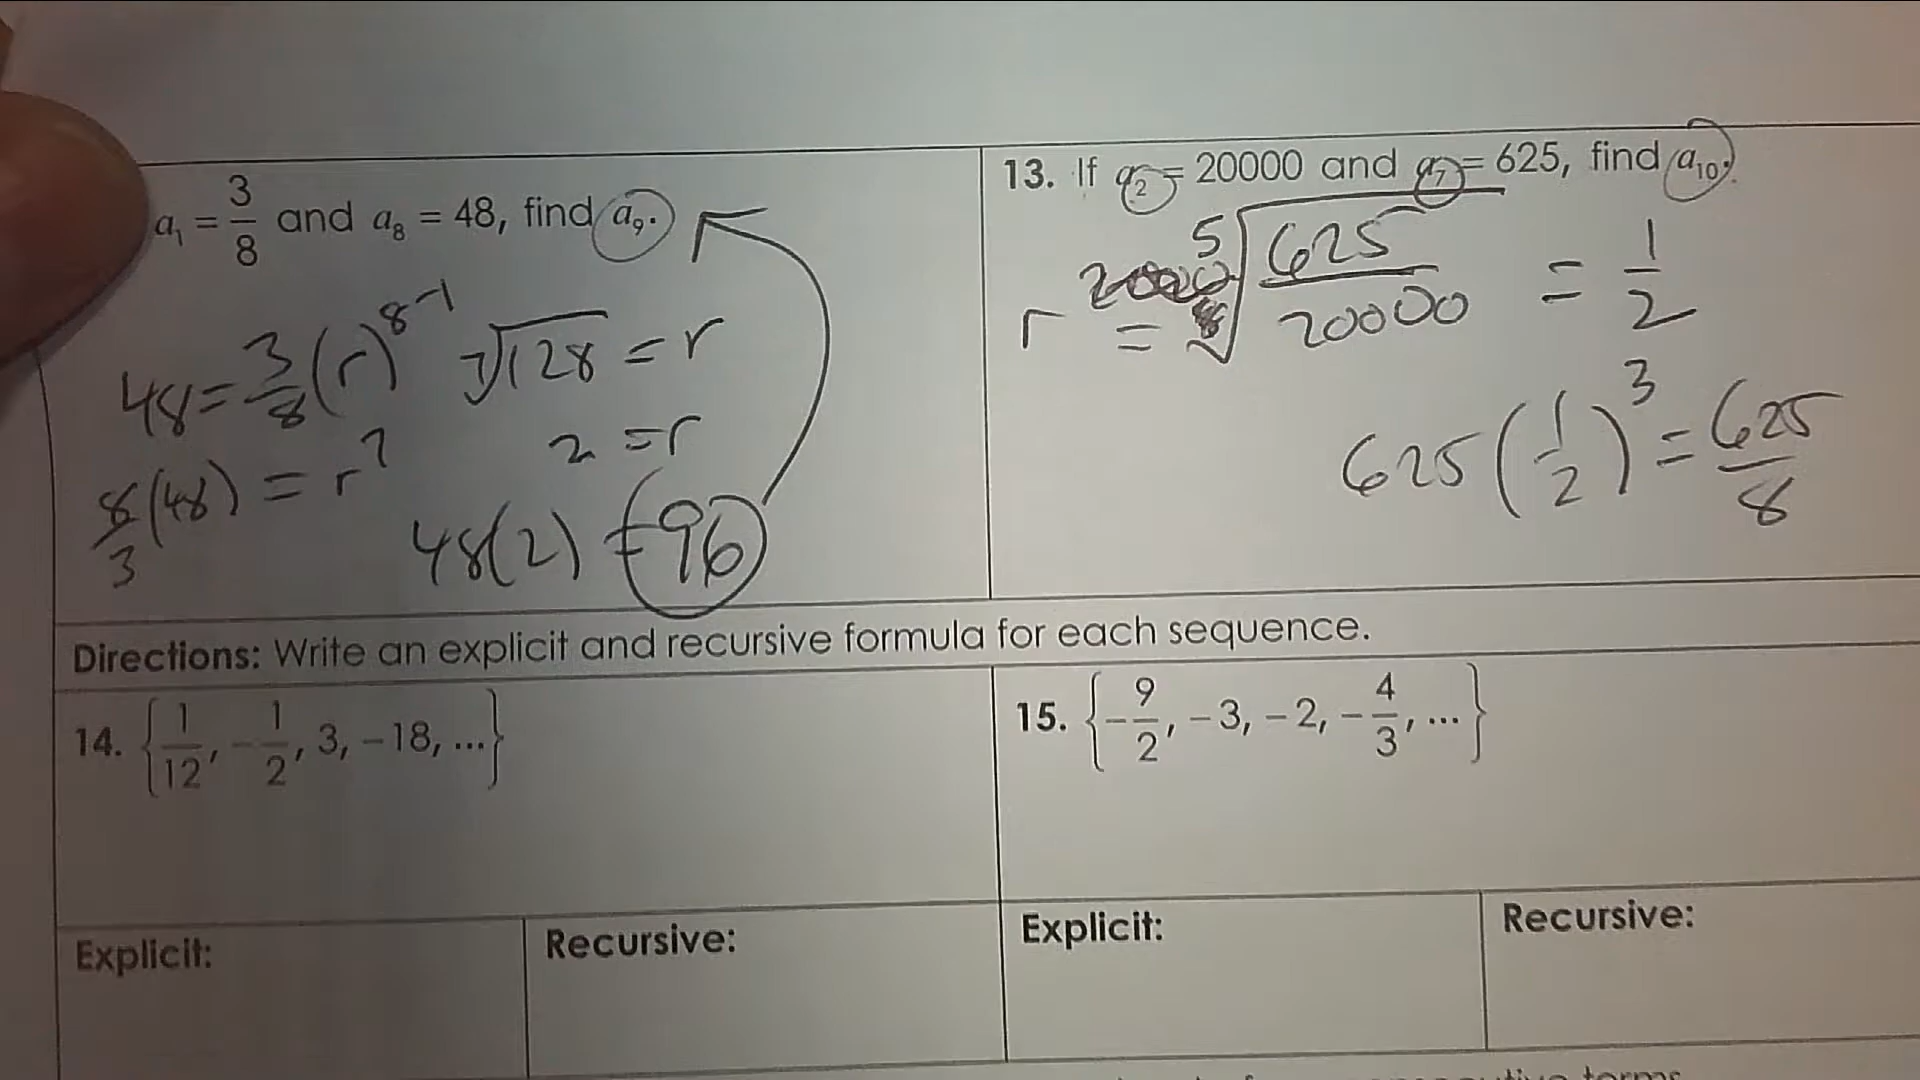 a₁ = 3/8 and a₈ = 48, find a₉.
48 = 3/8 (r)⁸⁻¹
8/3 (48) = r⁷
⁷√128 = r
2 = r
48(2) = 96
13. If a₂ = 20000 and a₇ = 625, find a₁₀.
r = ⁵√(625/20000) = 1/2
625 (1/2)³ = 625/8
Directions: Write an explicit and recursive formula for each sequence.
14. {1/12, -1/2, 3, -18, ...}
Explicit:
Recursive:
15. {-9/2, -3, -2, -4/3, ...}
Explicit:
Recursive:
terms